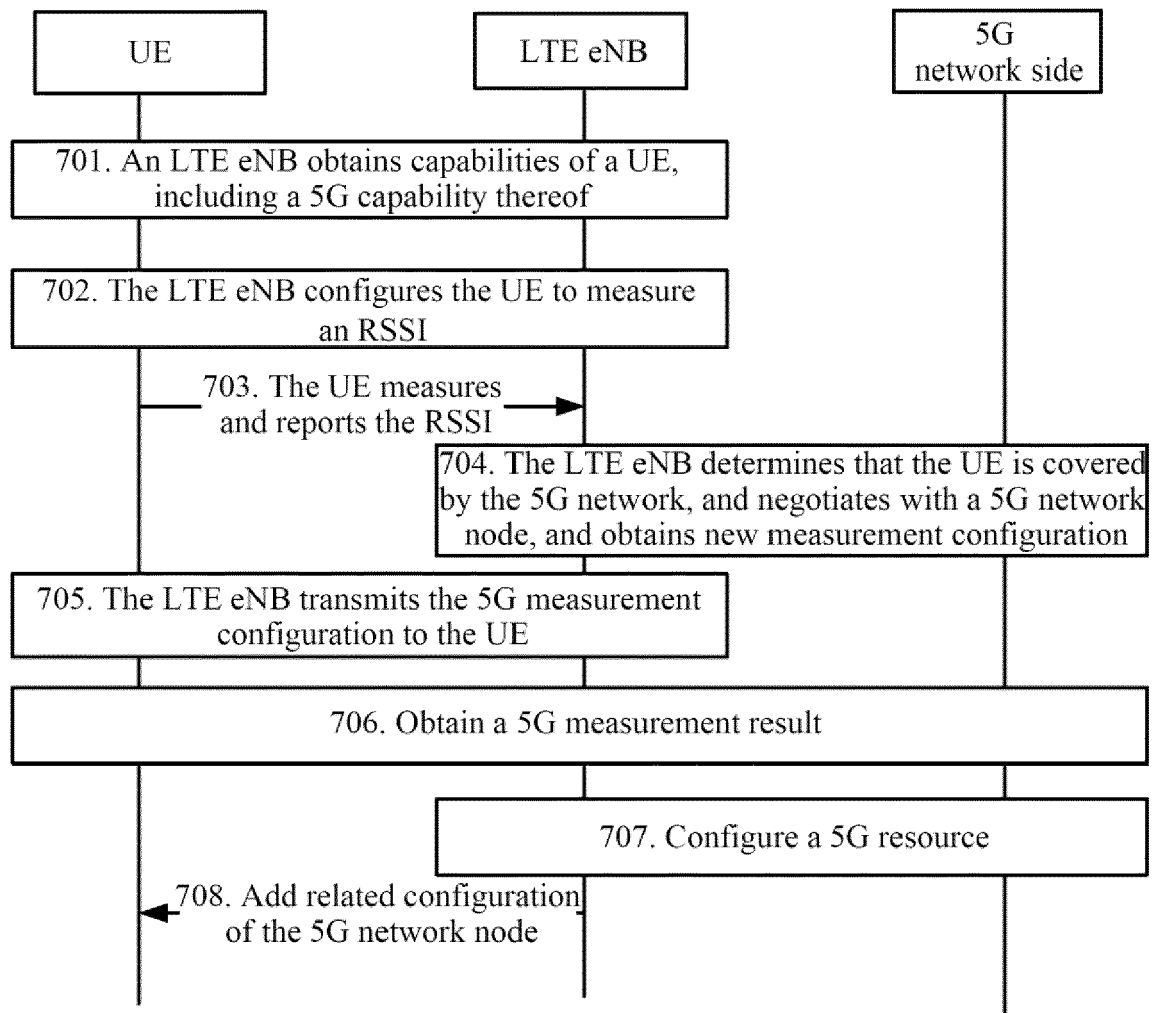 UE
LTE eNB
5G
network side
701. An LTE eNB obtains capabilities of a UE,
including a 5G capability thereof
702. The LTE eNB configures the UE to measure
an RSSI
703. The UE measures
and reports the RSSI
704. The LTE eNB determines that the UE is covered
by the 5G network, and negotiates with a 5G network
node, and obtains new measurement configuration
705. The LTE eNB transmits the 5G measurement
configuration to the UE
706. Obtain a 5G measurement result
707. Configure a 5G resource
708. Add related configuration
of the 5G network node